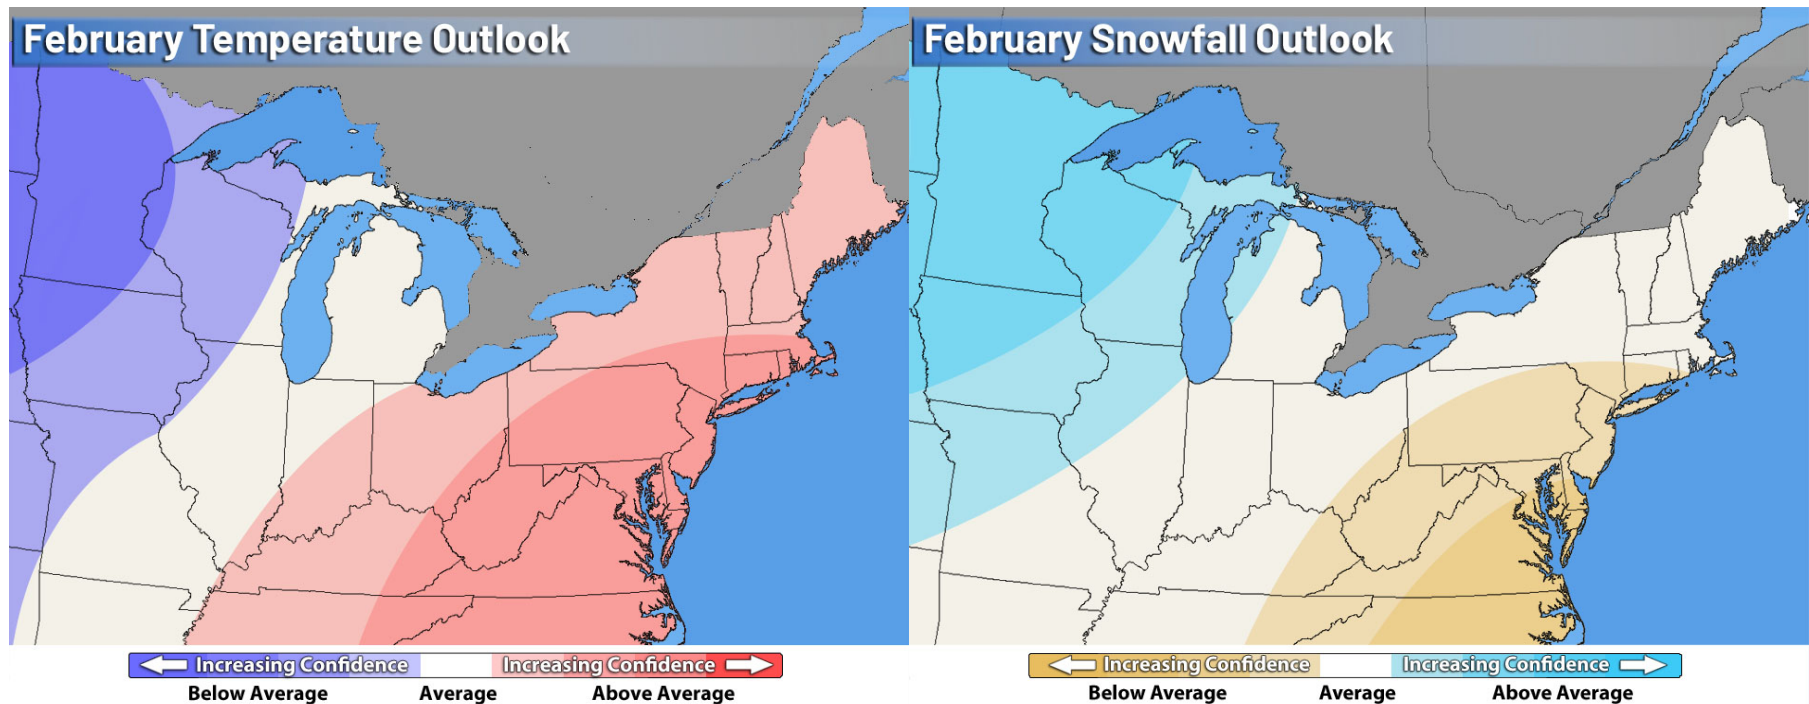 February Temperature Outlook
Increasing Confidence Increasing Confidence
Below Average Average Above Average
February Snowfall Outlook
Increasing Confidence Increasing Confidence
Below Average Average Above Average